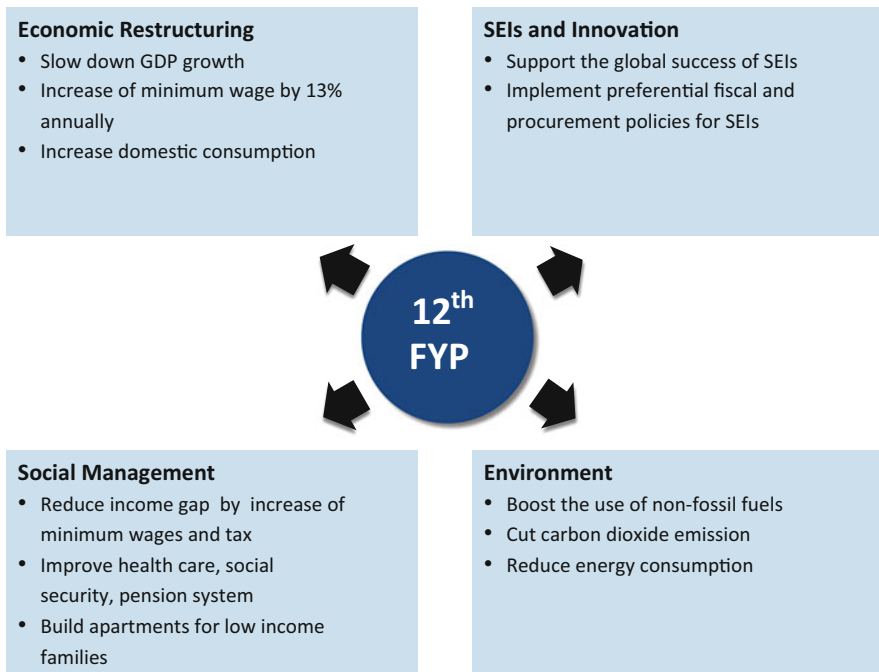 Economic Restructuring
• Slow down GDP growth
• Increase of minimum wage by 13%
annually
• Increase domestic consumption
SEIs and Innovation
• Support the global success of SEIs
• Implement preferential fiscal and
procurement policies for SEIs
12th
FYP
Social Management
• Reduce income gap by increase of
minimum wages and tax
• Improve health care, social
security, pension system
• Build apartments for low income
families
Environment
• Boost the use of non-fossil fuels
• Cut carbon dioxide emission
• Reduce energy consumption